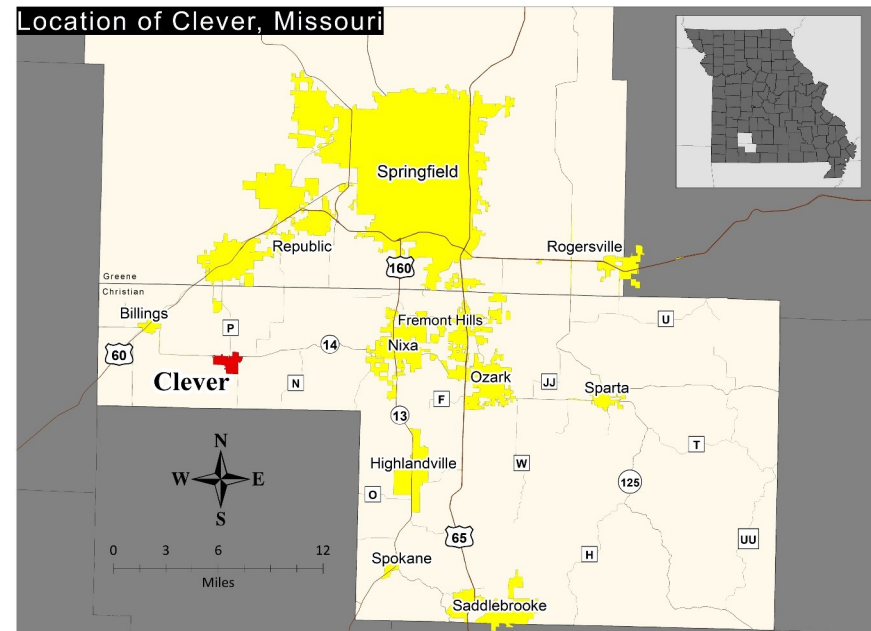 Location of Clever, Missouri
Springfield
Republic
Rogersville
160
Greene
Christian
Billings
P
Fremont Hills
U
60
14
Nixa
Clever
N
Ozark
JJ
Sparta
F
13
T
N
W E
S
Highlandville
W
O
125
0 3 6 12
Miles
65
UU
Spokane
H
Saddlebrooke